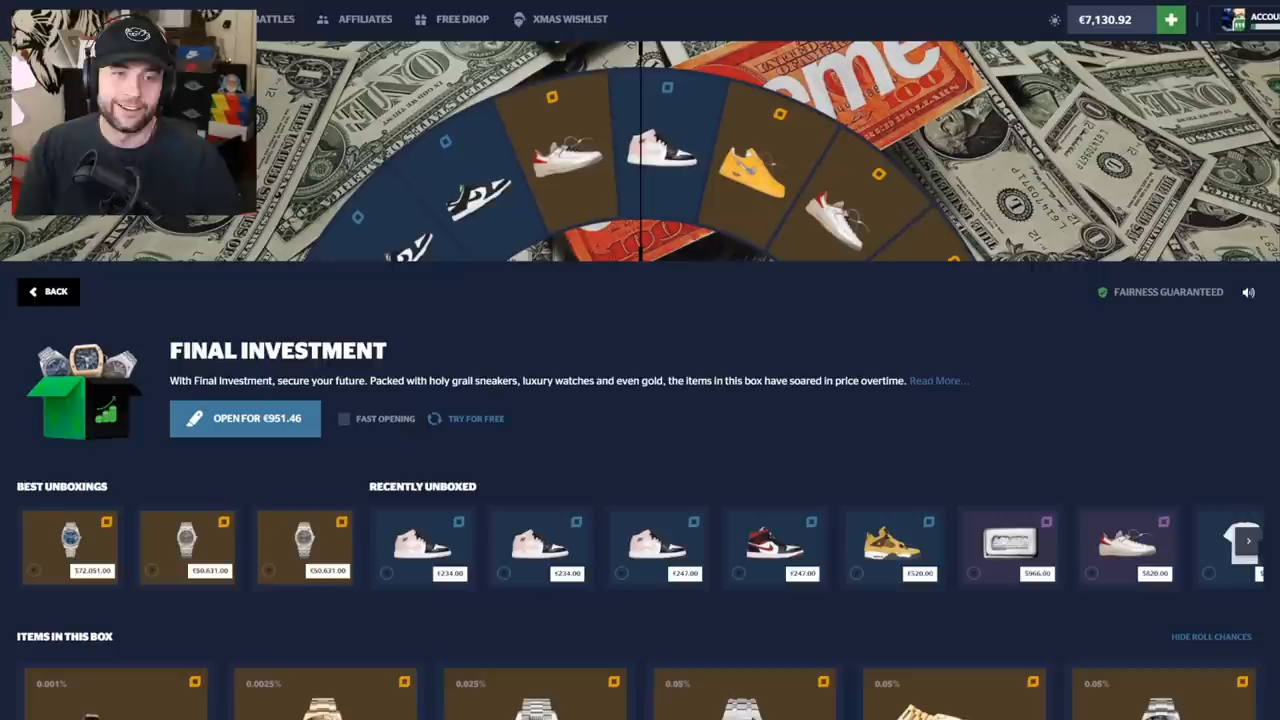 BATTLES
AFFILIATES
FREE DROP
XMAS WISHLIST
€7,130.92
ACCOU
BACK
FAIRNESS GUARANTEED
FINAL INVESTMENT
With Final Investment, secure your future. Packed with holy grail sneakers, luxury watches and even gold, the items in this box have soared in price overtime. Read More...
OPEN FOR €951.46
FAST OPENING
TRY FOR FREE
BEST UNBOXINGS
RECENTLY UNBOXED
€72,051.00
€50,631.00
€50,631.00
€234.00
€234.00
€247.00
€247.00
€520.00
$966.00
$820.00
ITEMS IN THIS BOX
HIDE ROLL CHANCES
0.001%
0.0025%
0.025%
0.05%
0.05%
0.05%